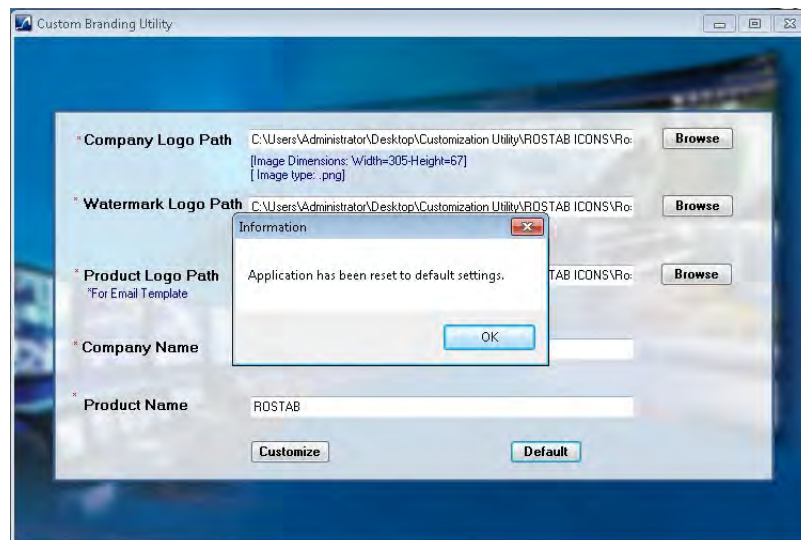 Custom Branding Utility
* Company Logo Path C:\Users\Administrator\Desktop\Customization Utility\ROSTAB ICONS\Ro: Browse
[Image Dimensions: Width=305-Height=67]
[ Image type: .png]
* Watermark Logo Path C:\Users\Administrator\Desktop\Customization Utility\ROSTAB ICONS\Ro: Browse
Information
Application has been reset to default settings.
* Product Logo Path TAB ICONS\Ro: Browse
*For Email Template
OK
* Company Name
* Product Name ROSTAB
Customize Default